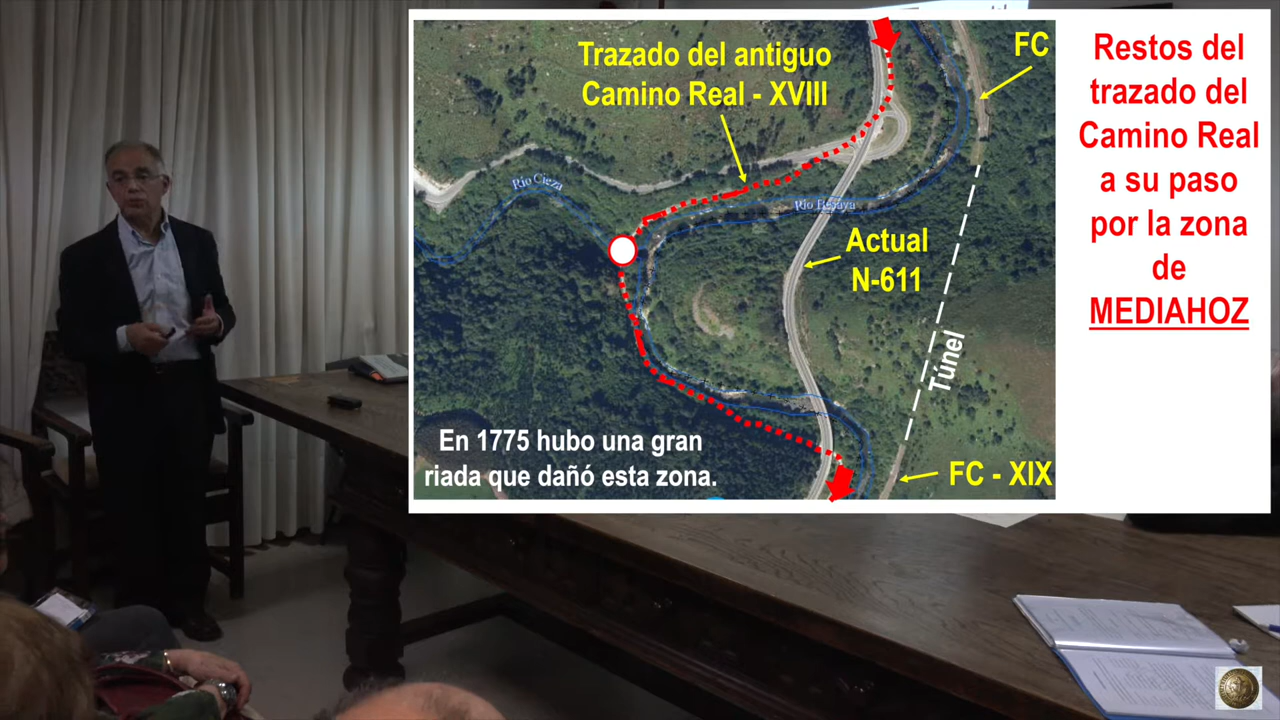 Trazado del antiguo
Camino Real - XVIII
FC
Río Cieza
Río Besaya
Actual
N-611
Túnel
En 1775 hubo una gran
riada que dañó esta zona.
FC - XIX
Restos del
trazado del
Camino Real
a su paso
por la zona
de
MEDIAHOZ